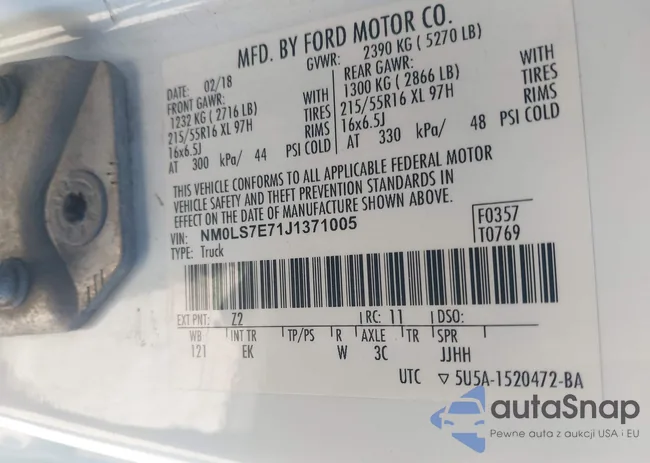 MFD. BY FORD MOTOR CO.
DATE: 02/18 GVWR: 2390 KG (5270 LB)
FRONT GAWR: REAR GAWR:
1232 KG (2716 LB) WITH 1300 KG (2866 LB) WITH
215/55R16 XL 97H TIRES 215/55R16 XL 97H TIRES
16x6.5J RIMS 16x6.5J RIMS
AT 300 kPa/ 44 PSI COLD AT 330 kPa/ 48 PSI COLD
THIS VEHICLE CONFORMS TO ALL APPLICABLE FEDERAL MOTOR
VEHICLE SAFETY AND THEFT PREVENTION STANDARDS IN
EFFECT ON THE DATE OF MANUFACTURE SHOWN ABOVE.
VIN: NM0LS7E71J1371005 F0357
TYPE: Truck T0769
EXT PNT: Z2 RC: 11 DSO:
WB INT TR TP/PS R AXLE TR SPR
121 EK W 3C JJHH
UTC ▽ 5U5A-1520472-BA
autaSnap
Pewne auta z aukcji USA i EU